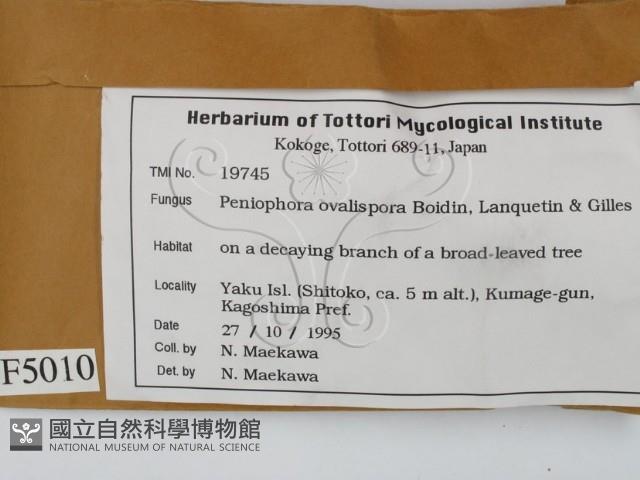 Herbarium of Tottori Mycological Institute
Kokoge, Tottori 689-11, Japan
TMI No. 19745
Fungus Peniophora ovalispora Boidin, Lanquetin & Gilles
Habitat on a decaying branch of a broad-leaved tree
Locality Yaku Isl. (Shitoko, ca. 5 m alt.), Kumage-gun,
Kagoshima Pref.
Date 27 / 10 / 1995
Coll. by N. Maekawa
Det. by N. Maekawa
F5010
國立自然科學博物館
NATIONAL MUSEUM OF NATURAL SCIENCE